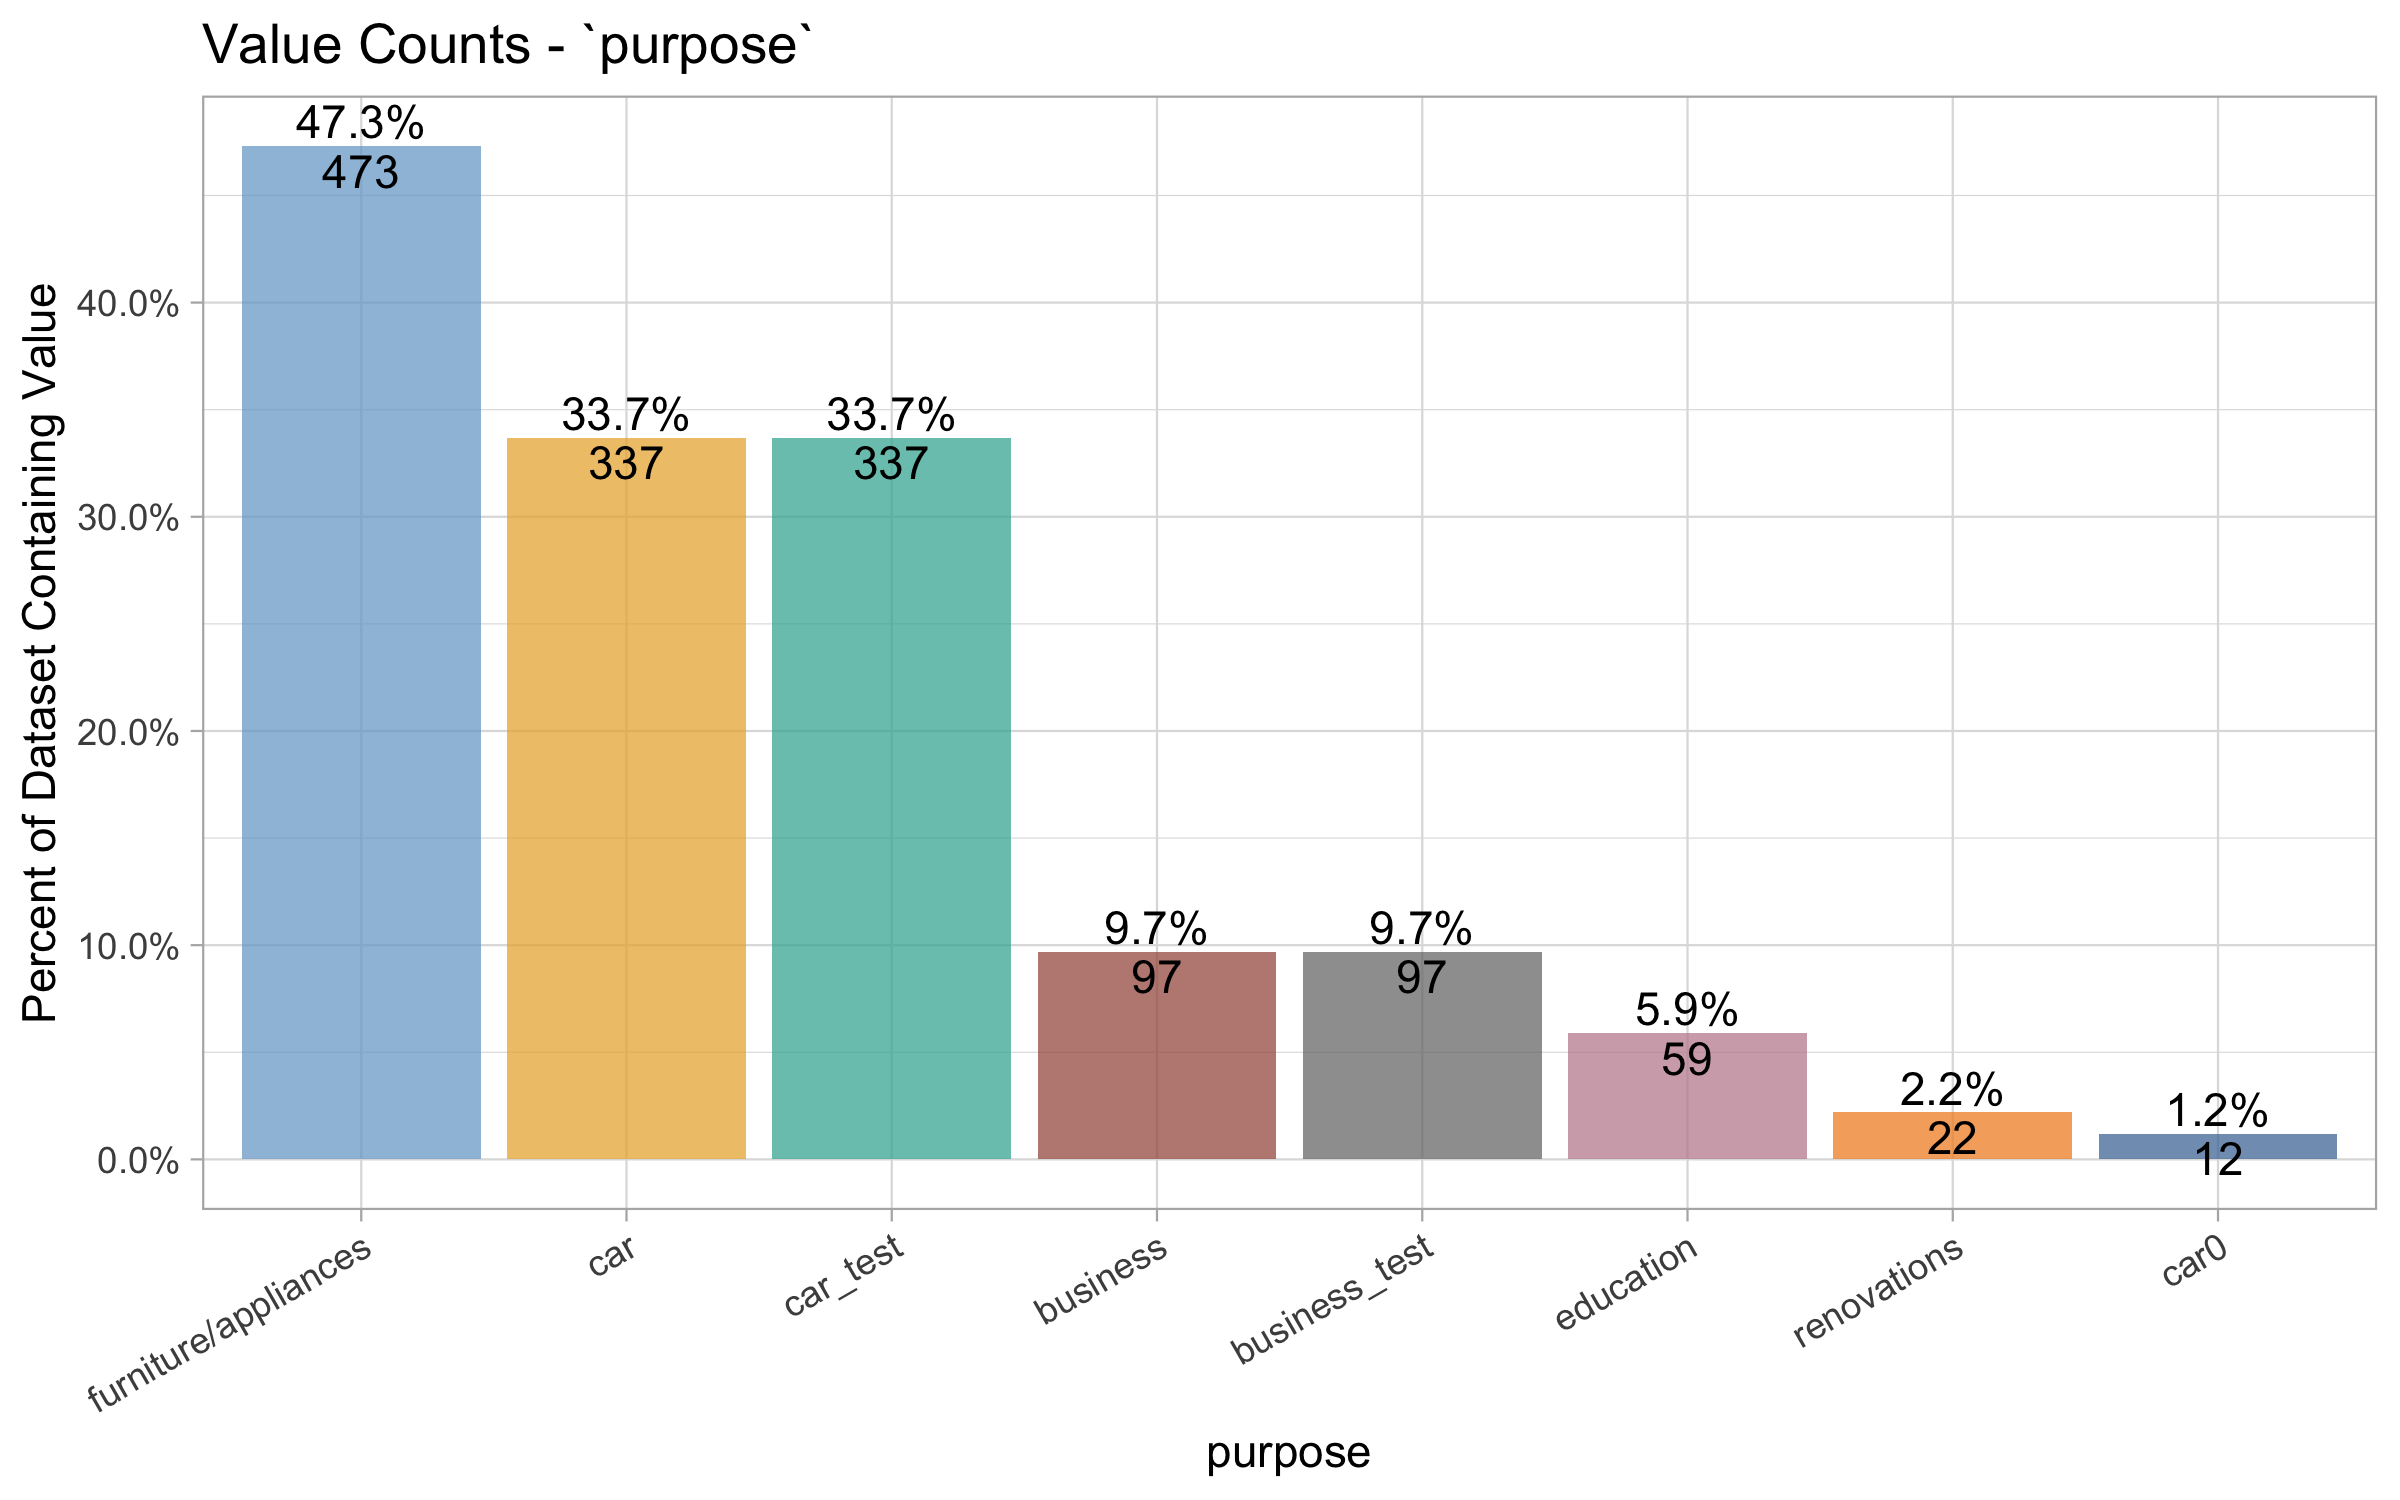 Value Counts - `purpose`
Percent of Dataset Containing Value
40.0%
30.0%
20.0%
10.0%
0.0%
47.3%
473
33.7%
337
33.7%
337
9.7%
97
9.7%
97
5.9%
59
2.2%
22
1.2%
12
furniture/appliances
car
car_test
business
business_test
education
renovations
car0
purpose